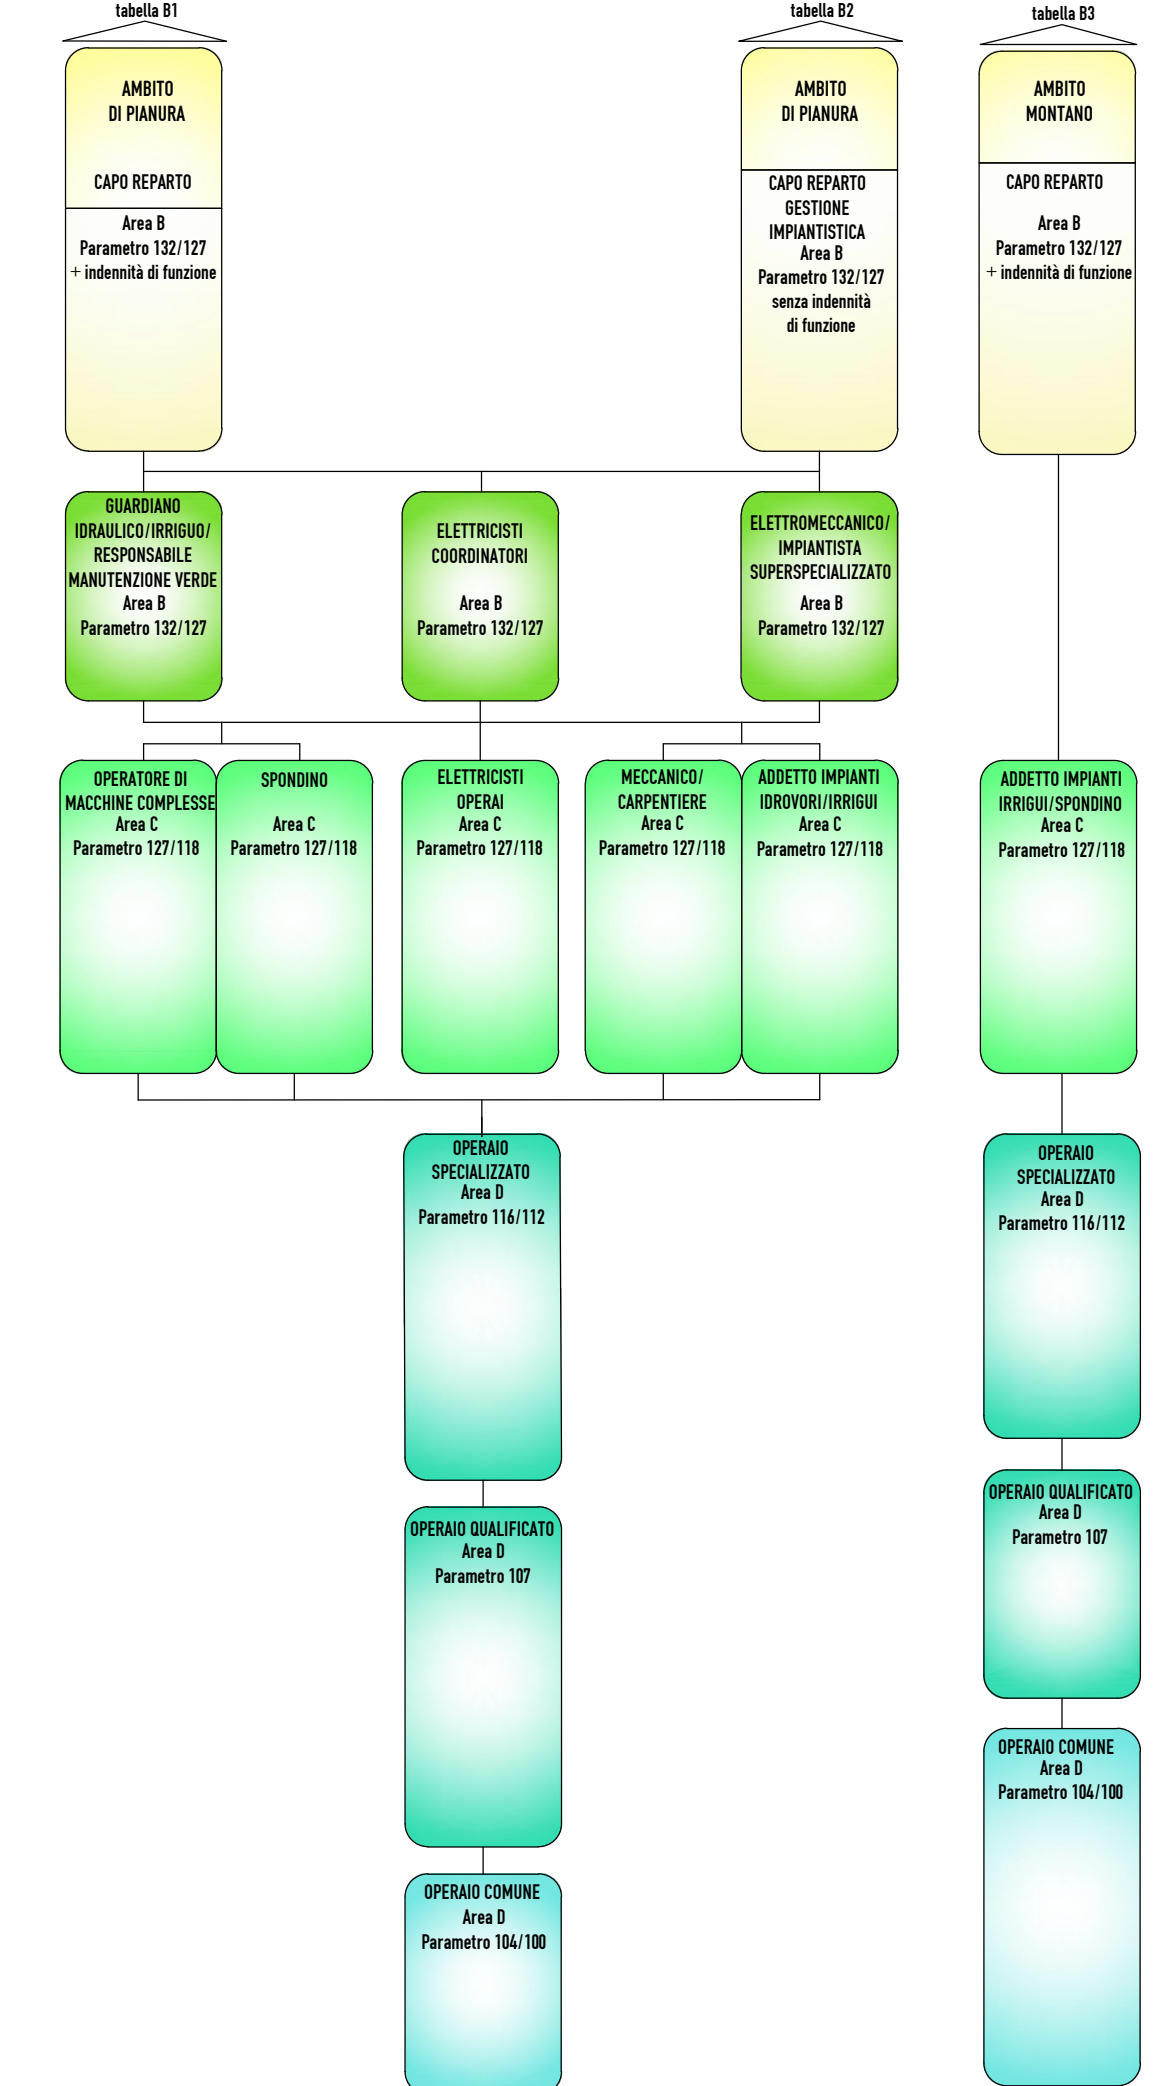 tabella B1
AMBITO
DI PIANURA
CAPO REPARTO
Area B
Parametro 132/127
+ indennità di funzione
tabella B2
AMBITO
DI PIANURA
CAPO REPARTO
GESTIONE
IMPIANTISTICA
Area B
Parametro 132/127
senza indennità
di funzione
tabella B3
AMBITO
MONTANO
CAPO REPARTO
Area B
Parametro 132/127
+ indennità di funzione
GUARDIANO
IDRAULICO/IRRIGUO/
RESPONSABILE
MANUTENZIONE VERDE
Area B
Parametro 132/127
ELETTRICISTI
COORDINATORI
Area B
Parametro 132/127
ELETTROMECCANICO/
IMPIANTISTA
SUPERSPECIALIZZATO
Area B
Parametro 132/127
OPERATORE DI
MACCHINE COMPLESSE
Area C
Parametro 127/118
SPONDINO
Area C
Parametro 127/118
ELETTRICISTI
OPERAI
Area C
Parametro 127/118
MECCANICO/
CARPENTIERE
Area C
Parametro 127/118
ADDETTO IMPIANTI
IDROVORI/IRRIGUI
Area C
Parametro 127/118
ADDETTO IMPIANTI
IRRIGUI/SPONDINO
Area C
Parametro 127/118
OPERAIO
SPECIALIZZATO
Area D
Parametro 116/112
OPERAIO
SPECIALIZZATO
Area D
Parametro 116/112
OPERAIO QUALIFICATO
Area D
Parametro 107
OPERAIO QUALIFICATO
Area D
Parametro 107
OPERAIO COMUNE
Area D
Parametro 104/100
OPERAIO COMUNE
Area D
Parametro 104/100